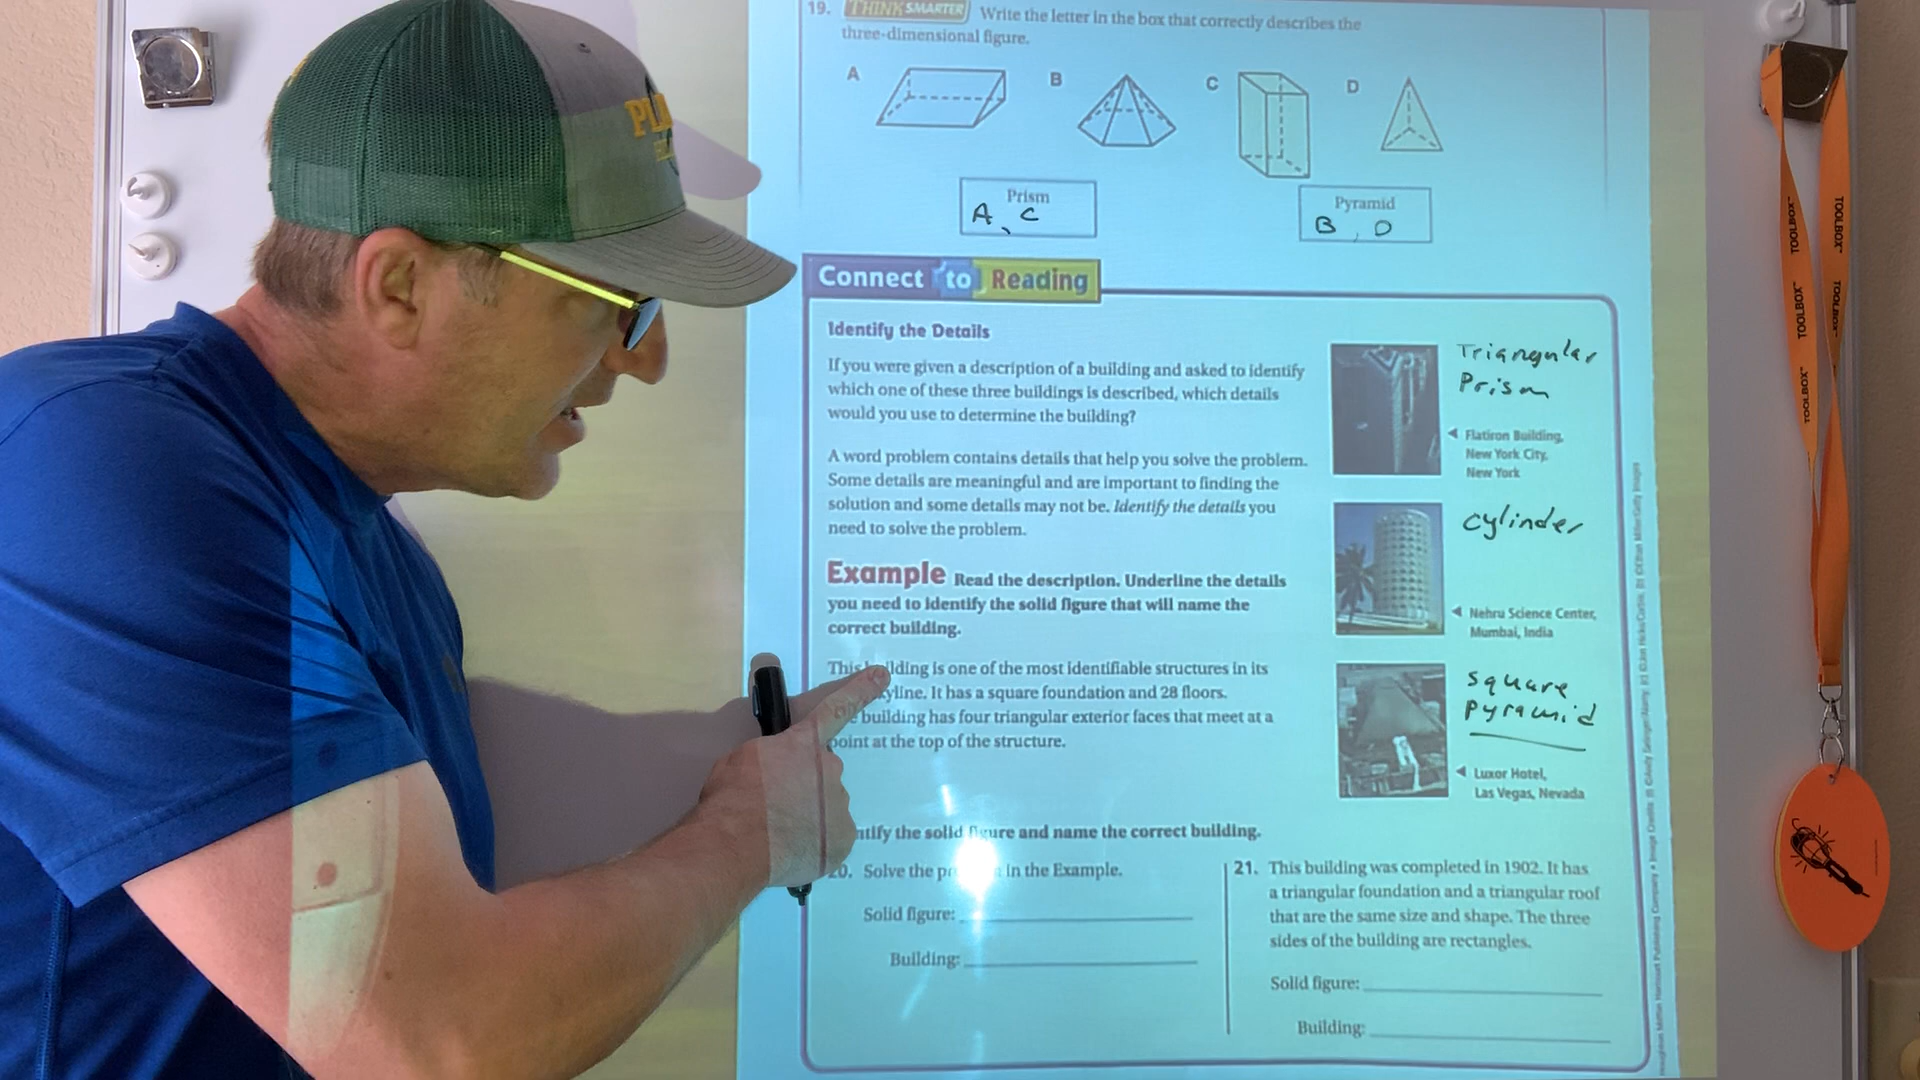 19. THINK SMARTER Write the letter in the box that correctly describes the
three-dimensional figure.
A B C D
Prism
A, C
Pyramid
B, D
Connect to Reading
Identify the Details
If you were given a description of a building and asked to identify
which one of these three buildings is described, which details
would you use to determine the building?
A word problem contains details that help you solve the problem.
Some details are meaningful and are important to finding the
solution and some details may not be. Identify the details you
need to solve the problem.
Triangular
Prism
Flatiron Building,
New York City,
New York
cylinder
Nehru Science Center,
Mumbai, India
square
pyramid
Luxor Hotel,
Las Vegas, Nevada
Example Read the description. Underline the details
you need to identify the solid figure that will name the
correct building.
This building is one of the most identifiable structures in its
It has a square foundation and 28 floors.
building has four triangular exterior faces that meet at a
point at the top of the structure.
the solid figure and name the correct building.
20. Solve the in the Example.
Solid figure:
Building:
21. This building was completed in 1902. It has
a triangular foundation and a triangular roof
that are the same size and shape. The three
sides of the building are rectangles.
Solid figure:
Building:
TOOLBOX
TOOLBOX
TOOLBOX
TOOLBOX
TOOLBOX